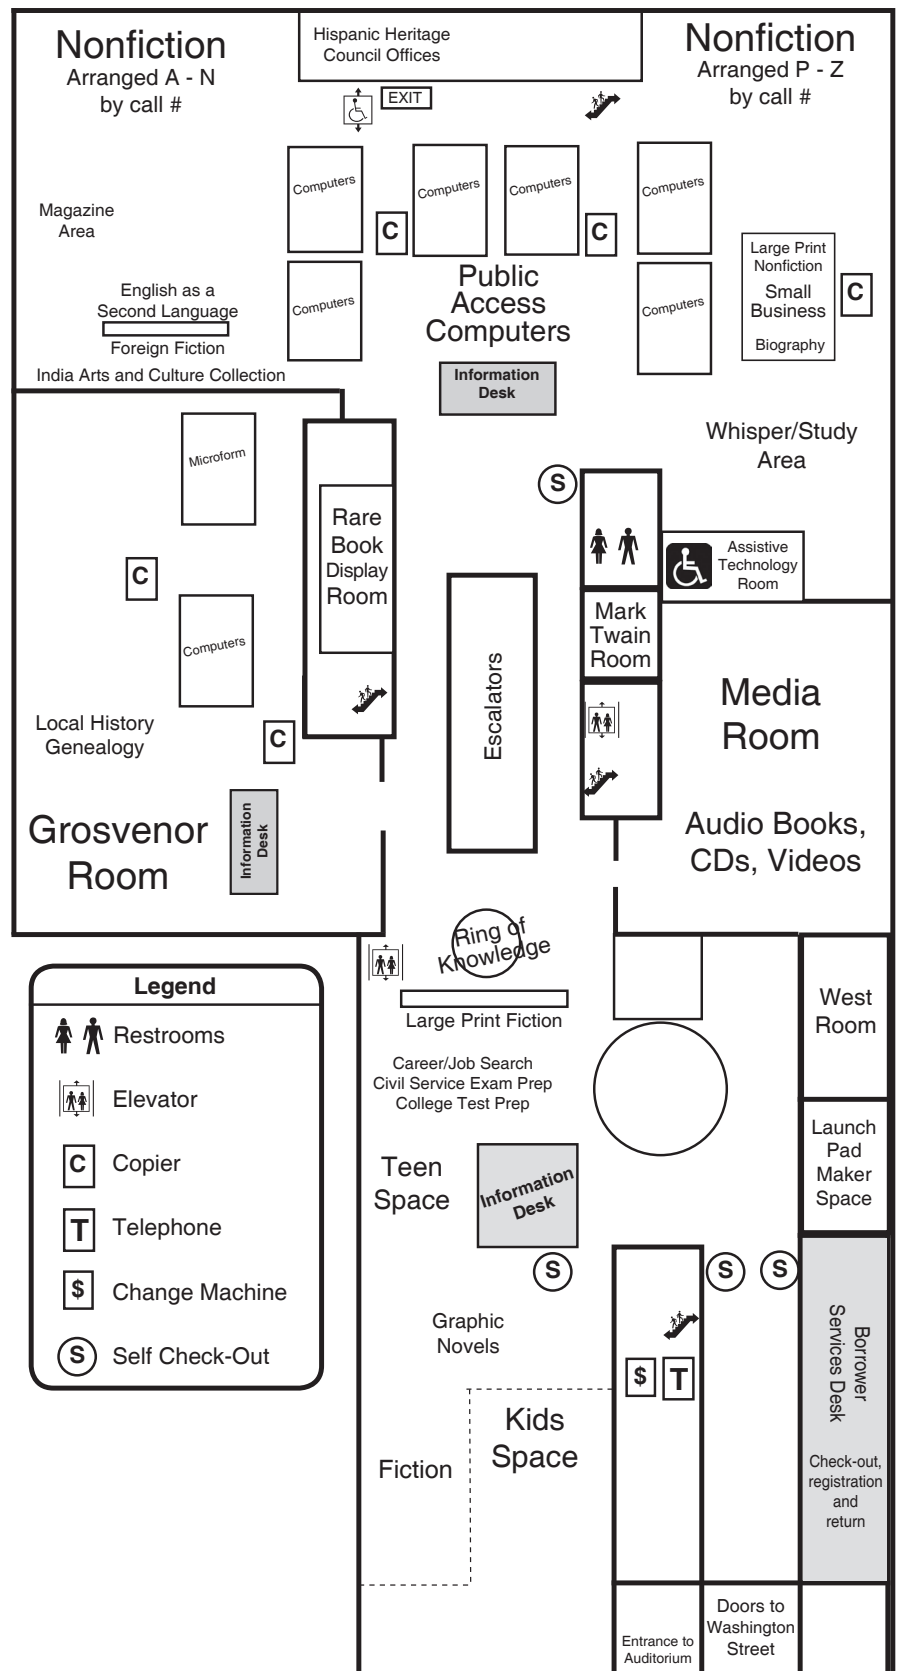 Nonfiction
Arranged A - N
by call #
Hispanic Heritage
Council Offices
Nonfiction
Arranged P - Z
by call #
EXIT
Computers
Computers
Computers
Computers
C
C
Magazine
Area
Public
Access
Computers
Large Print
Nonfiction
Small
Business
Biography
C
English as a
Second Language
Foreign Fiction
India Arts and Culture Collection
Computers
Computers
Information
Desk
Whisper/Study
Area
Microform
S
Rare
Book
Display
Room
Assistive
Technology
Room
C
Computers
Mark
Twain
Room
Escalators
Media
Room
Local History
Genealogy
C
Grosvenor
Room
Information
Desk
Audio Books,
CDs, Videos
Ring of
Knowledge
Large Print Fiction
West
Room
Legend
Restrooms
Elevator
C
Copier
T
Telephone
$
Change Machine
S
Self Check-Out
Career/Job Search
Civil Service Exam Prep
College Test Prep
Launch
Pad
Maker
Space
Teen
Space
Information
Desk
S
S
S
Graphic
Novels
$
T
Borrower
Services Desk
Kids
Space
Fiction
Check-out,
registration
and
return
Entrance to
Auditorium
Doors to
Washington
Street